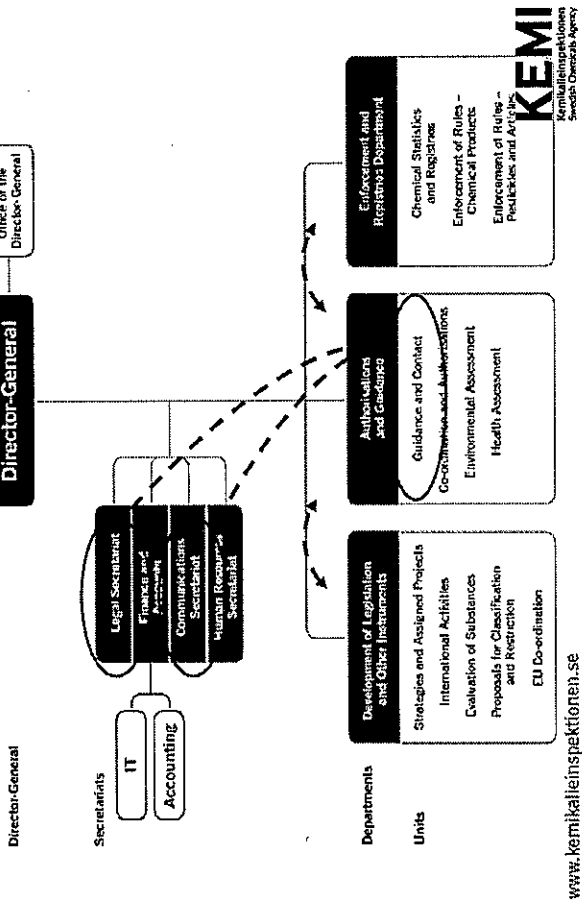 Director-General
Director-General
Office of the
Director-General
Secretariats
Legal Secretariat
Finance and
Communications
Secretariat
Human Resources
Secretariat
IT
Accounting
Departments
Units
Development of Legislation
and Other Instruments
Strategies and Assigned Projects
International Activities
Evaluation of Substances
Proposals for Classification
and Restriction
EU Co-ordination
Authorisations
and Guidance
Guidance and Contact
Co-ordination and Authorisations
Environmental Assessment
Health Assessment
Enforcement and
Registries Department
Chemical Statistics
and Registries
Enforcement of Rules –
Chemical Products
Enforcement of Rules –
Pesticides and Articles
www.kemikalieinspektionen.se
KEMI
Kemikalieinspektionen
Swedish Chemicals Agency